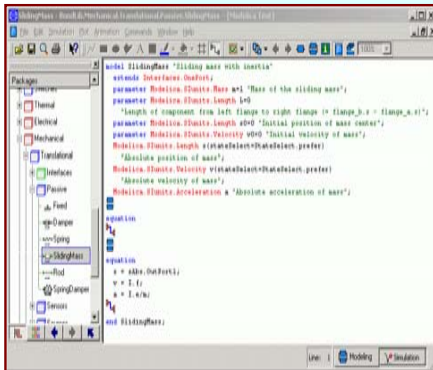 SlidingMass - BondLib.Mechanical.Translational.Passive.SlidingMass - [Modelica Text]
File Edit Simulation Plot Animation Commands Window Help
100%
Packages
Thermal
Electrical
Mechanical
Translational
Interfaces
Passive
Fixed
Damper
Spring
SlidingMass
Rod
SpringDamper
Sensors
model SlidingMass "Sliding mass with inertia"
extends Interfaces.OnePort;
parameter Modelica.SIunits.Mass m=1 "Mass of the sliding mass";
parameter Modelica.SIunits.Length L=0
"Length of component from left flange to right flange (= flange_b.s - flange_a.s)";
parameter Modelica.SIunits.Length s0=0 "Initial position of mass center";
parameter Modelica.SIunits.Velocity v0=0 "Initial velocity of mass";
Modelica.SIunits.Length s(stateSelect=StateSelect.prefer)
"Absolute position of mass";
Modelica.SIunits.Velocity v(stateSelect=StateSelect.prefer)
"Absolute velocity of mass";
Modelica.SIunits.Acceleration a "Absolute acceleration of mass";
equation
equation
s = sAbs.OutPort1;
v = I.f;
a = I.e/m;
end SlidingMass;
Line: 1
Modeling
Simulation